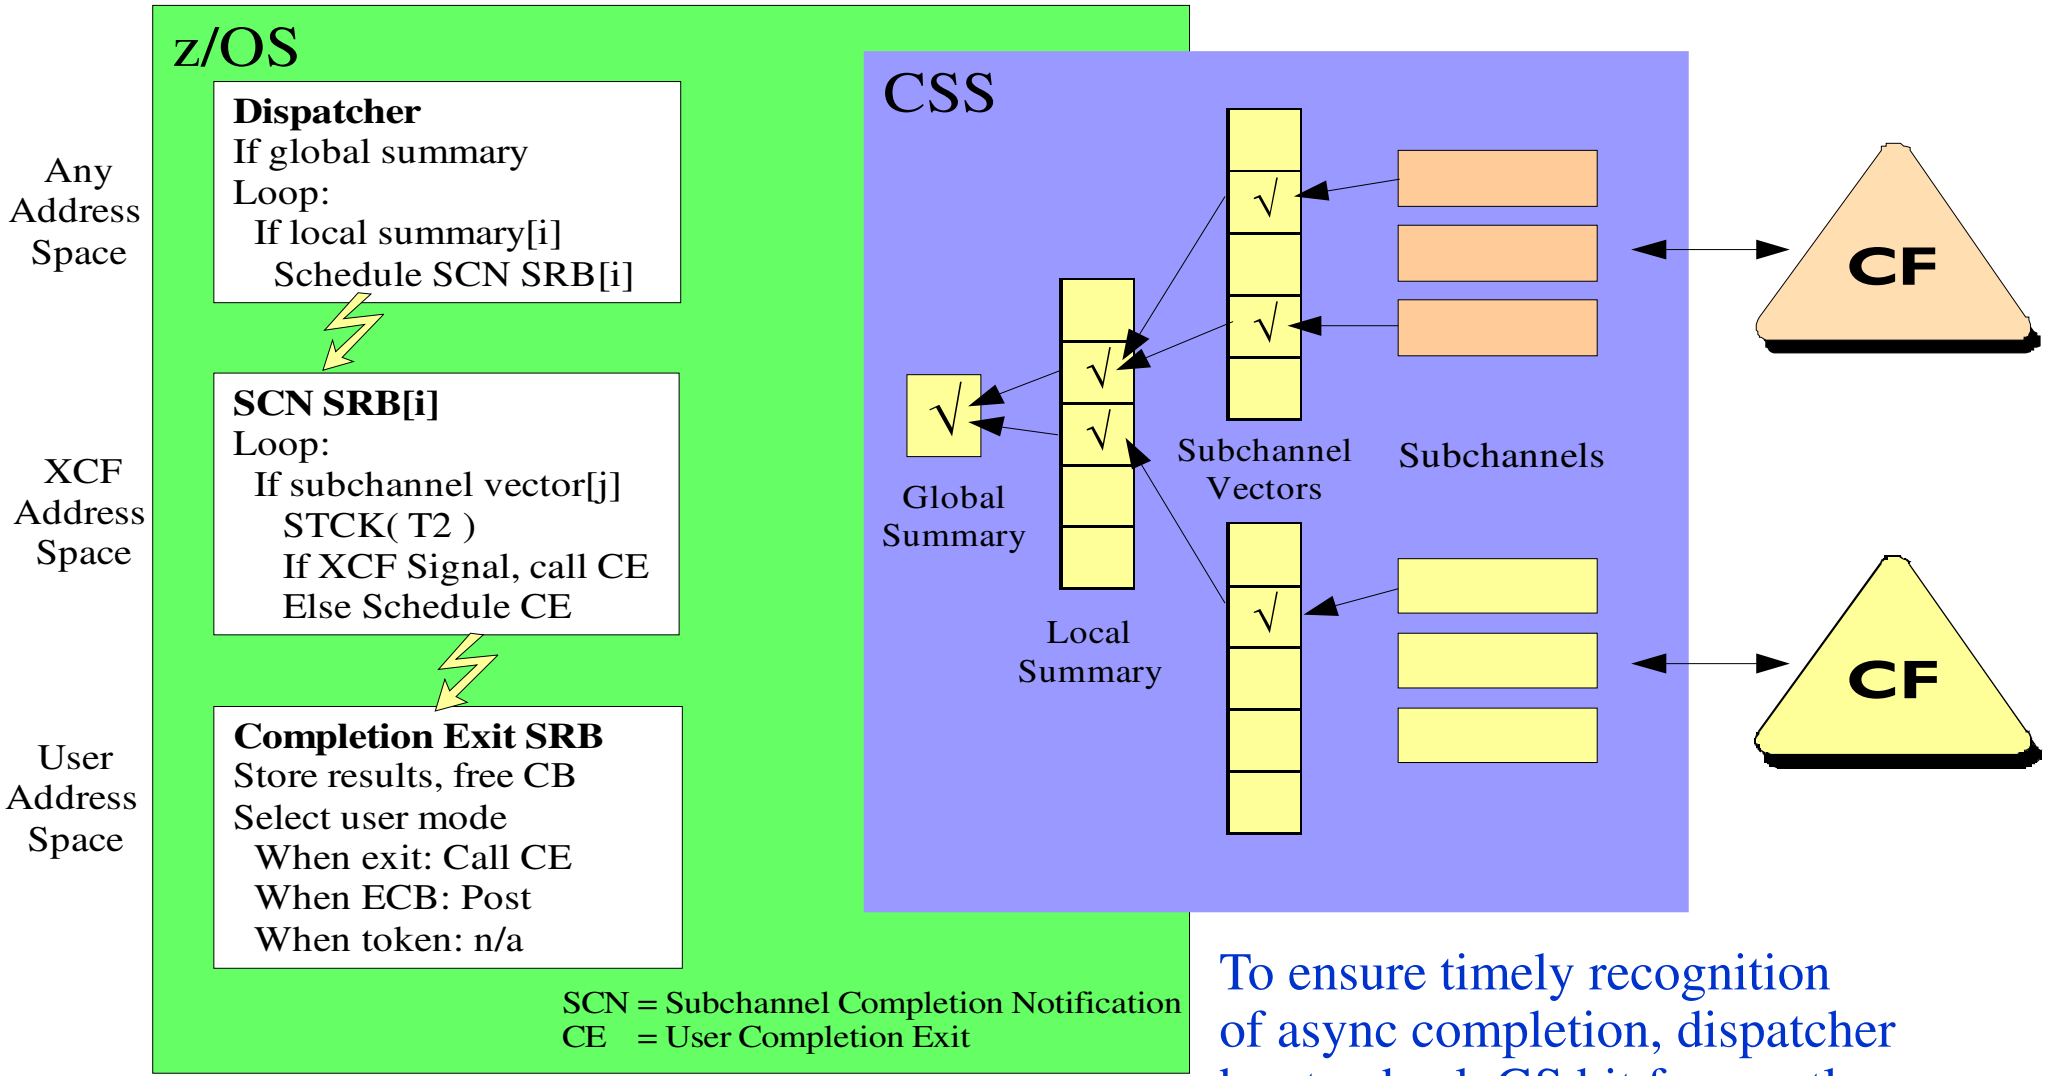 z/OS
Any
Address
Space
Dispatcher
If global summary
Loop:
If local summary[i]
Schedule SCN SRB[i]
XCF
Address
Space
SCN SRB[i]
Loop:
If subchannel vector[j]
STCK( T2 )
If XCF Signal, call CE
Else Schedule CE
User
Address
Space
Completion Exit SRB
Store results, free CB
Select user mode
When exit: Call CE
When ECB: Post
When token: n/a
SCN = Subchannel Completion Notification
CE = User Completion Exit
CSS
√
Global
Summary
√
√
Local
Summary
√
√
Subchannel
Vectors
√
Subchannels
CF
CF
To ensure timely recognition
of async completion, dispatcher